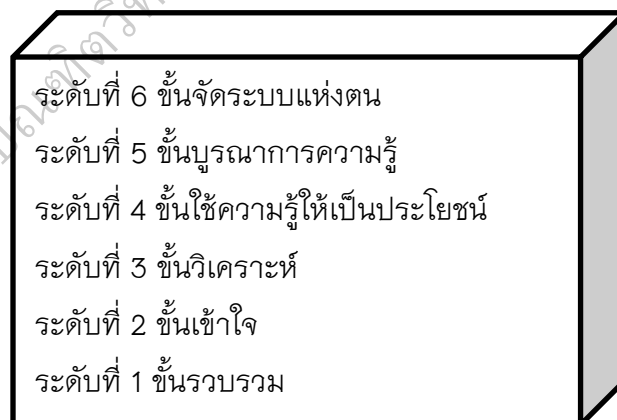 ระดับที่ 6 ขั้นจัดระบบแห่งตน
ระดับที่ 5 ขั้นบูรณาการความรู้
ระดับที่ 4 ขั้นใช้ความรู้ให้เป็นประโยชน์
ระดับที่ 3 ขั้นวิเคราะห์
ระดับที่ 2 ขั้นเข้าใจ
ระดับที่ 1 ขั้นรวบรวม